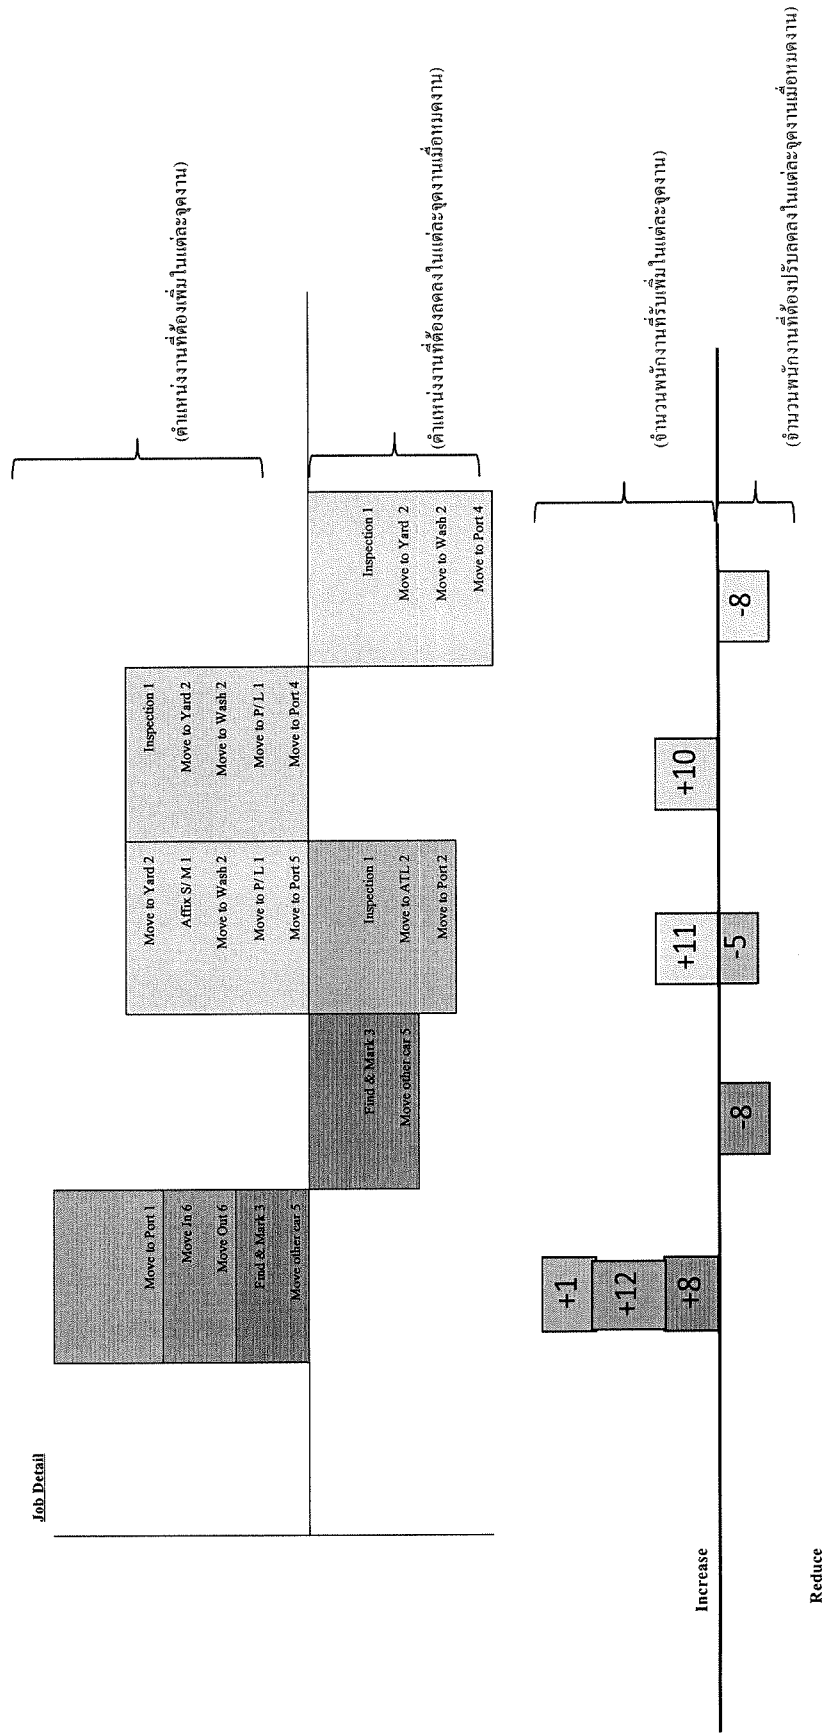 Job Detail
Move to Port 1
Move In 6
Move Out 6
Find & Mark 3
Move other car 5
Move to Yard 2
Affix S/ M 1
Move to Wash 2
Move to P/ L 1
Move to Port 5
Inspection 1
Move to Yard 2
Move to Wash 2
Move to P/ L 1
Move to Port 4
(ตำแหน่งงานที่ต้องเพิ่มในแต่ละจุดงาน)
Find & Mark 3
Move other car 5
Inspection 1
Move to ATL 2
Move to Port 2
Inspection 1
Move to Yard 2
Move to Wash 2
Move to Port 4
(ตำแหน่งงานที่ต้องลดลงในแต่ละจุดงานเมื่อหมดงาน)
+1
+12
+8
+11
+10
(จำนวนพนักงานที่รับเพิ่มในแต่ละจุดงาน)
Increase
-8
-5
-8
(จำนวนพนักงานที่ต้องปรับลดลงในแต่ละจุดงานเมื่อหมดงาน)
Reduce